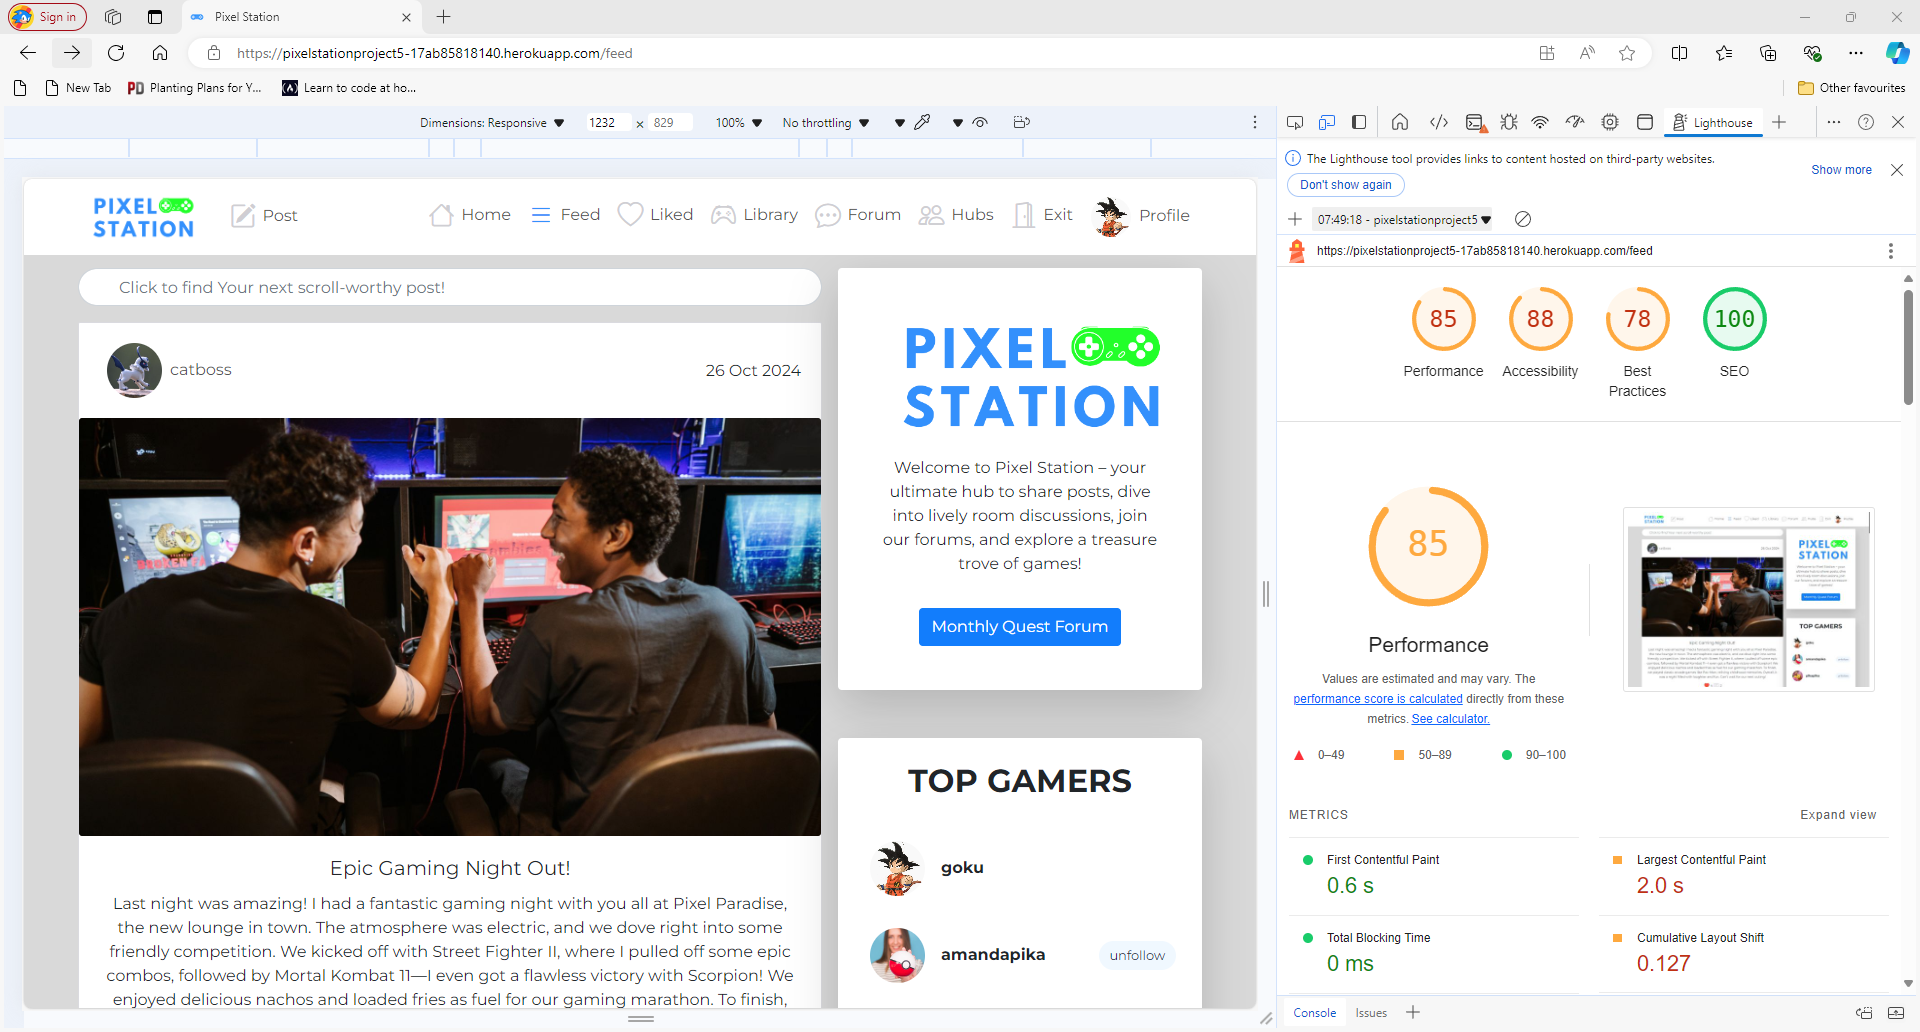 Sign in
Pixel Station
https://pixelstationproject5-17ab85818140.herokuapp.com/feed
New Tab
Planting Plans for Y...
Learn to code at ho...
Other favourites
Dimensions: Responsive
1232 × 829
100%
No throttling
Lighthouse
The Lighthouse tool provides links to content hosted on third-party websites.
Don't show again
Show more
07:49:18 - pixelstationproject5
https://pixelstationproject5-17ab85818140.herokuapp.com/feed
PIXEL
STATION
Post
Home
Feed
Liked
Library
Forum
Hubs
Exit
Profile
Click to find Your next scroll-worthy post!
catboss
26 Oct 2024
Epic Gaming Night Out!
Last night was amazing! I had a fantastic gaming night with you all at Pixel Paradise,
the new lounge in town. The atmosphere was electric, and we dove right into some
friendly competition. We kicked off with Street Fighter II, where I pulled off some epic
combos, followed by Mortal Kombat 11—I even got a flawless victory with Scorpion! We
enjoyed delicious nachos and loaded fries as fuel for our gaming marathon. To finish,
PIXEL
STATION
Welcome to Pixel Station – your
ultimate hub to share posts, dive
into lively room discussions, join
our forums, and explore a treasure
trove of games!
Monthly Quest Forum
TOP GAMERS
goku
amandapika
unfollow
85
Performance
88
Accessibility
78
Best
Practices
100
SEO
85
Performance
Values are estimated and may vary. The
performance score is calculated directly from these
metrics. See calculator.
0–49
50–89
90–100
PIXEL
STATION
TOP GAMERS
METRICS
Expand view
First Contentful Paint
0.6 s
Largest Contentful Paint
2.0 s
Total Blocking Time
0 ms
Cumulative Layout Shift
0.127
Console
Issues